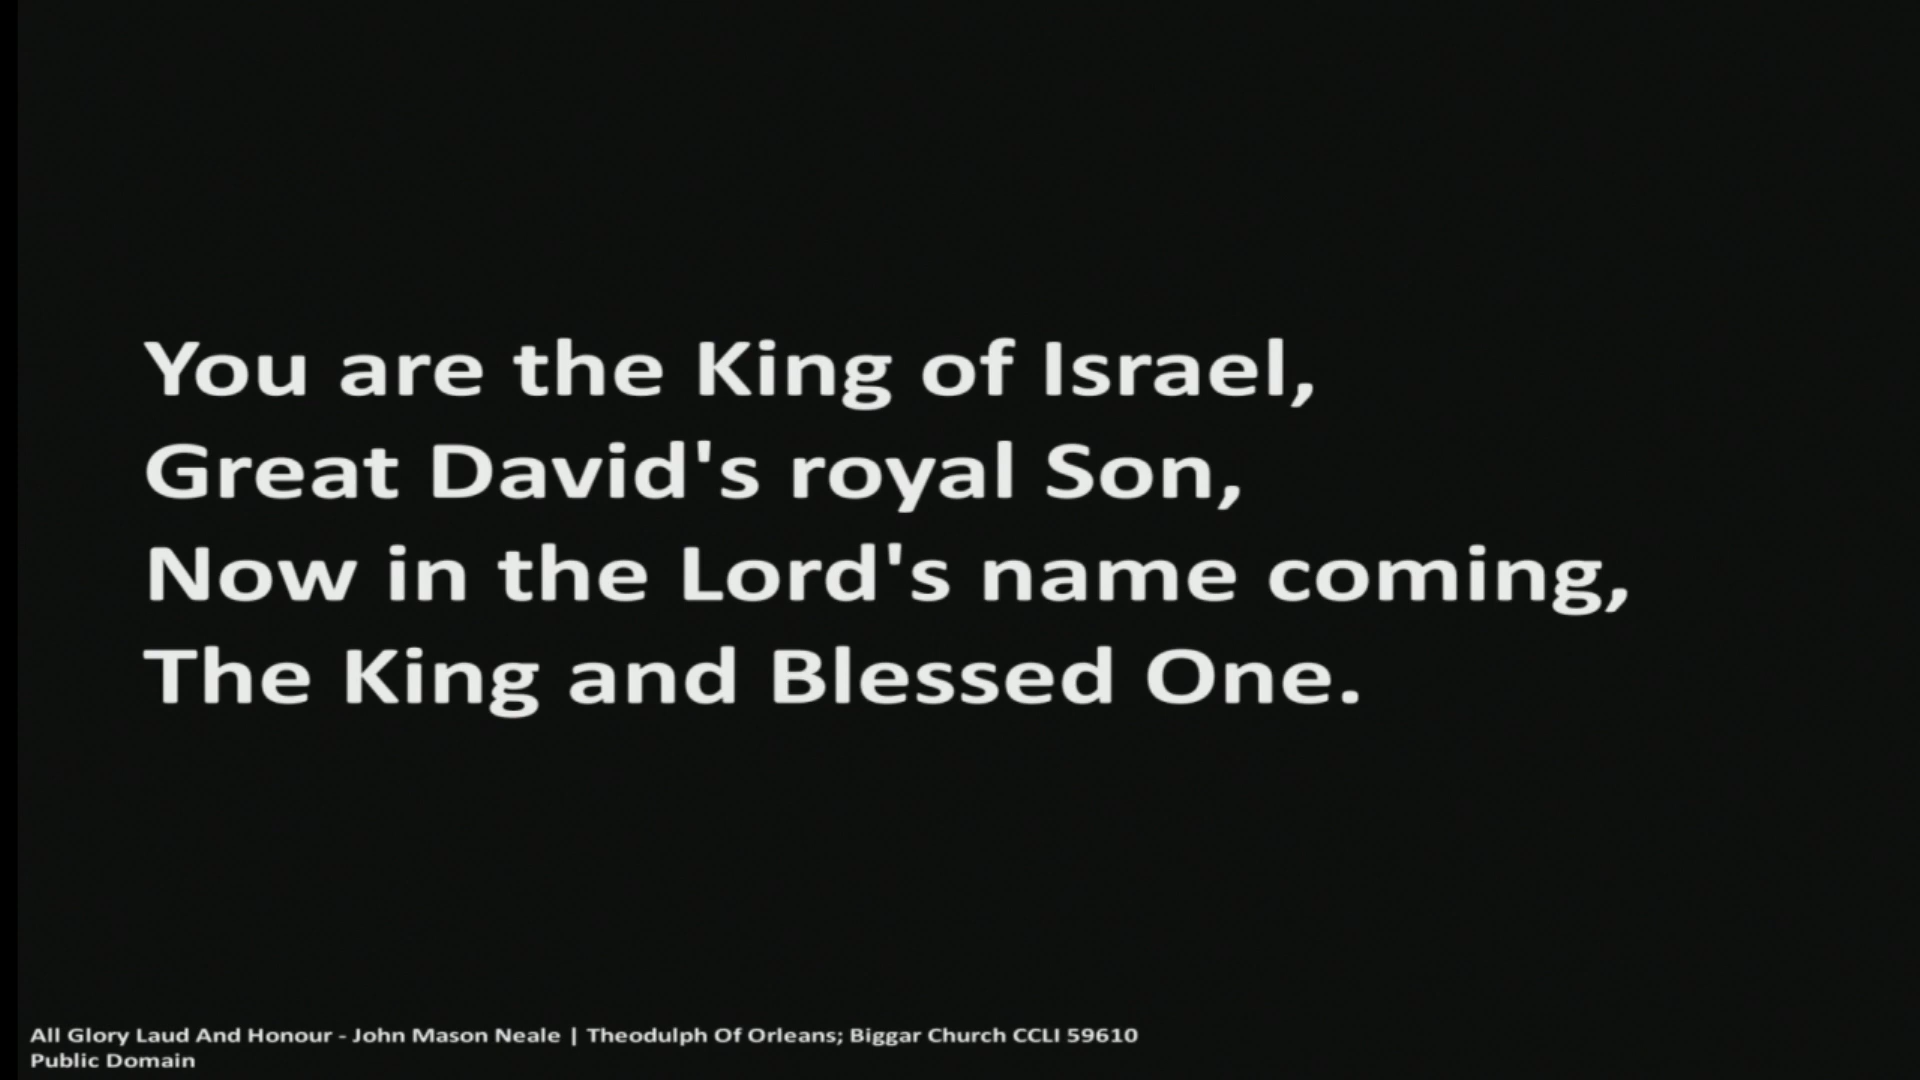 You are the King of Israel,
Great David's royal Son,
Now in the Lord's name coming,
The King and Blessed One.
All Glory Laud And Honour - John Mason Neale | Theodulph Of Orleans; Biggar Church CCLI 59610
Public Domain